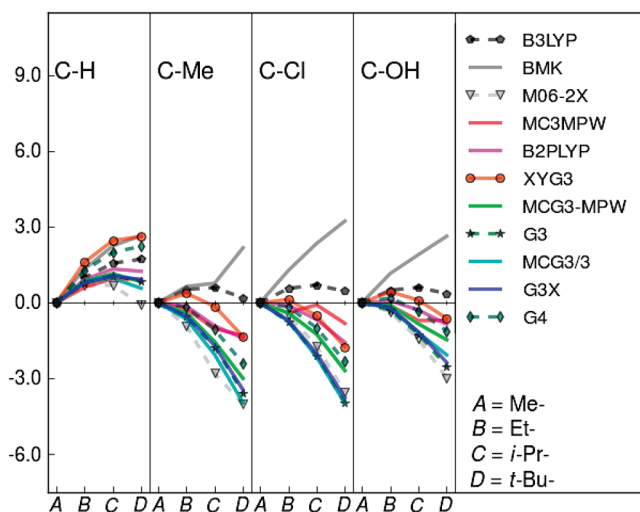 9.0
6.0
3.0
0.0
-3.0
-6.0
C-H
C-Me
C-Cl
C-OH
A B C D A B C D A B C D A B C D
B3LYP
BMK
M06-2X
MC3MPW
B2PLYP
XYG3
MCG3-MPW
G3
MCG3/3
G3X
G4
A = Me-
B = Et-
C = i-Pr-
D = t-Bu-